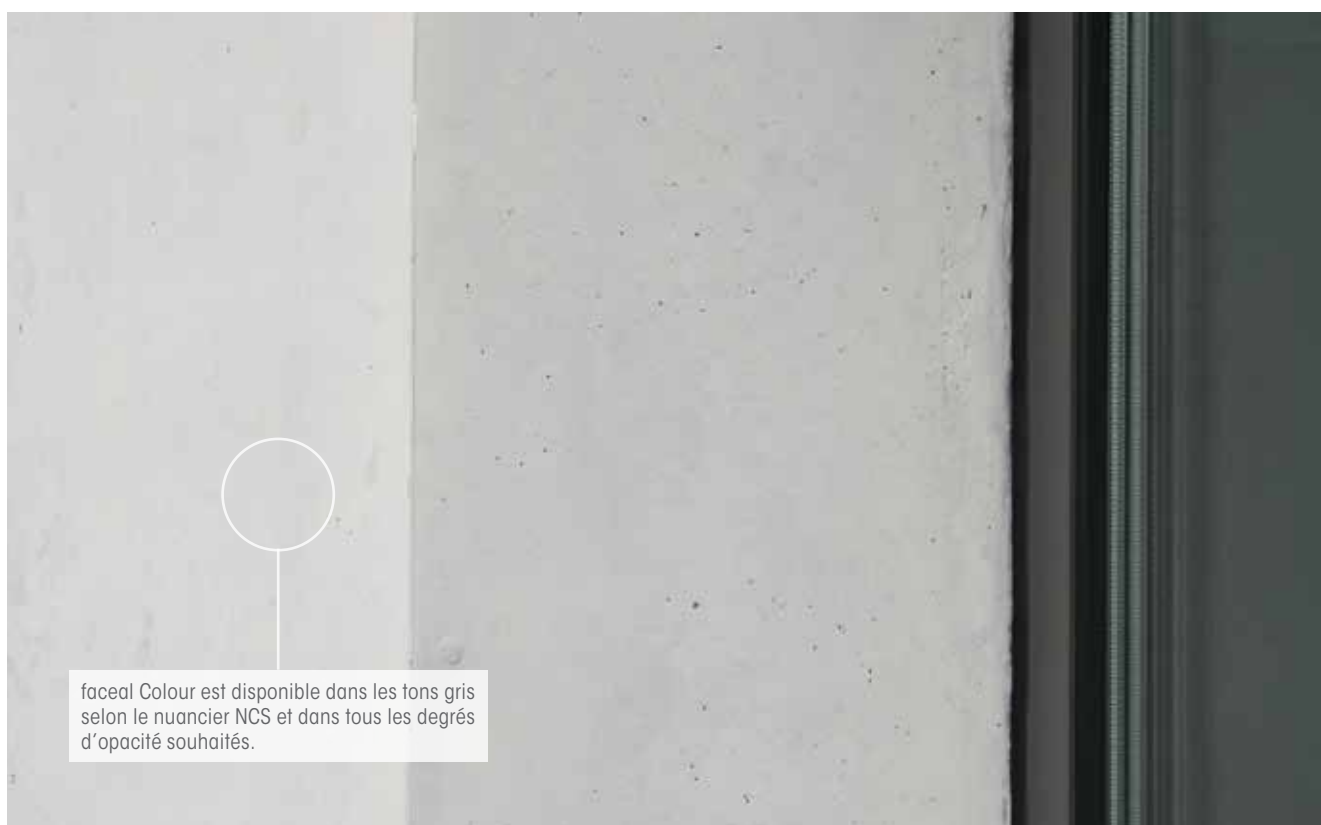 faceal Colour est disponible dans les tons gris
selon le nuancier NCS et dans tous les degrés
d’opacité souhaités.